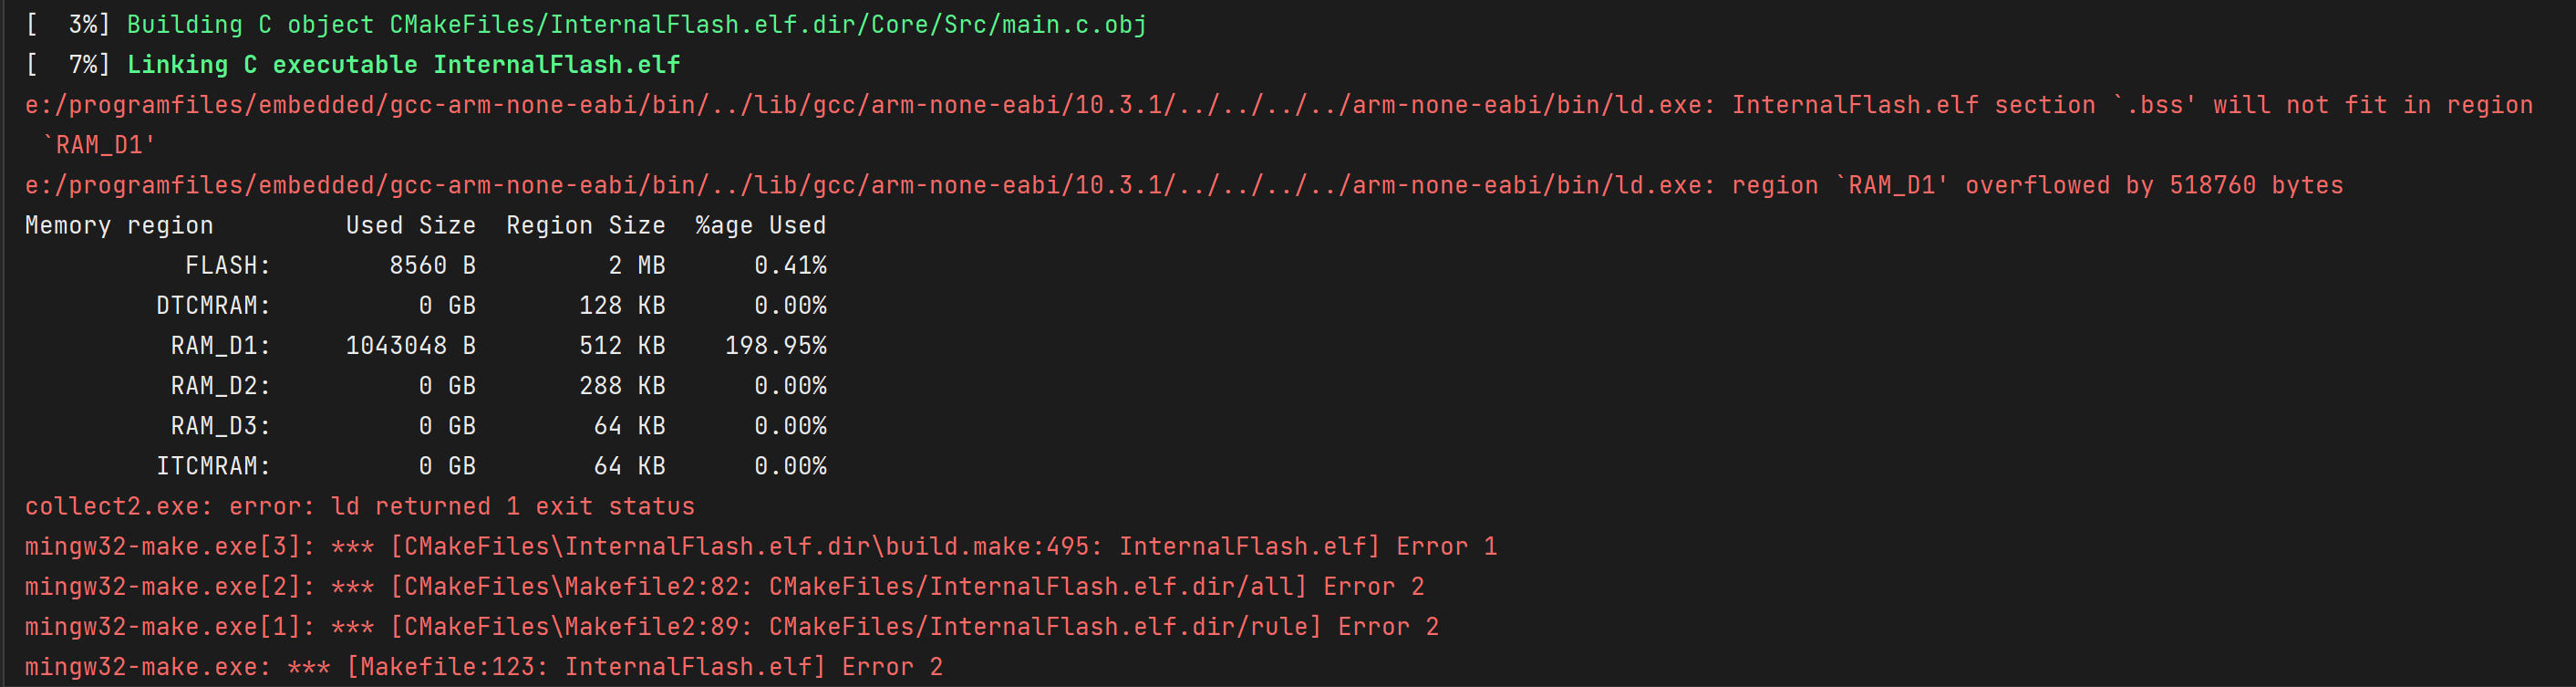 [  3%] Building C object CMakeFiles/InternalFlash.elf.dir/Core/Src/main.c.obj
[  7%] Linking C executable InternalFlash.elf
e:/programfiles/embedded/gcc-arm-none-eabi/bin/../lib/gcc/arm-none-eabi/10.3.1/../../../../arm-none-eabi/bin/ld.exe: InternalFlash.elf section `.bss' will not fit in region
 `RAM_D1'
e:/programfiles/embedded/gcc-arm-none-eabi/bin/../lib/gcc/arm-none-eabi/10.3.1/../../../../arm-none-eabi/bin/ld.exe: region `RAM_D1' overflowed by 518760 bytes
Memory region         Used Size  Region Size  %age Used
           FLASH:        8560 B         2 MB      0.41%
         DTCMRAM:          0 GB       128 KB      0.00%
          RAM_D1:     1043048 B       512 KB    198.95%
          RAM_D2:          0 GB       288 KB      0.00%
          RAM_D3:          0 GB        64 KB      0.00%
         ITCMRAM:          0 GB        64 KB      0.00%
collect2.exe: error: ld returned 1 exit status
mingw32-make.exe[3]: *** [CMakeFiles\InternalFlash.elf.dir\build.make:495: InternalFlash.elf] Error 1
mingw32-make.exe[2]: *** [CMakeFiles\Makefile2:82: CMakeFiles/InternalFlash.elf.dir/all] Error 2
mingw32-make.exe[1]: *** [CMakeFiles\Makefile2:89: CMakeFiles/InternalFlash.elf.dir/rule] Error 2
mingw32-make.exe: *** [Makefile:123: InternalFlash.elf] Error 2